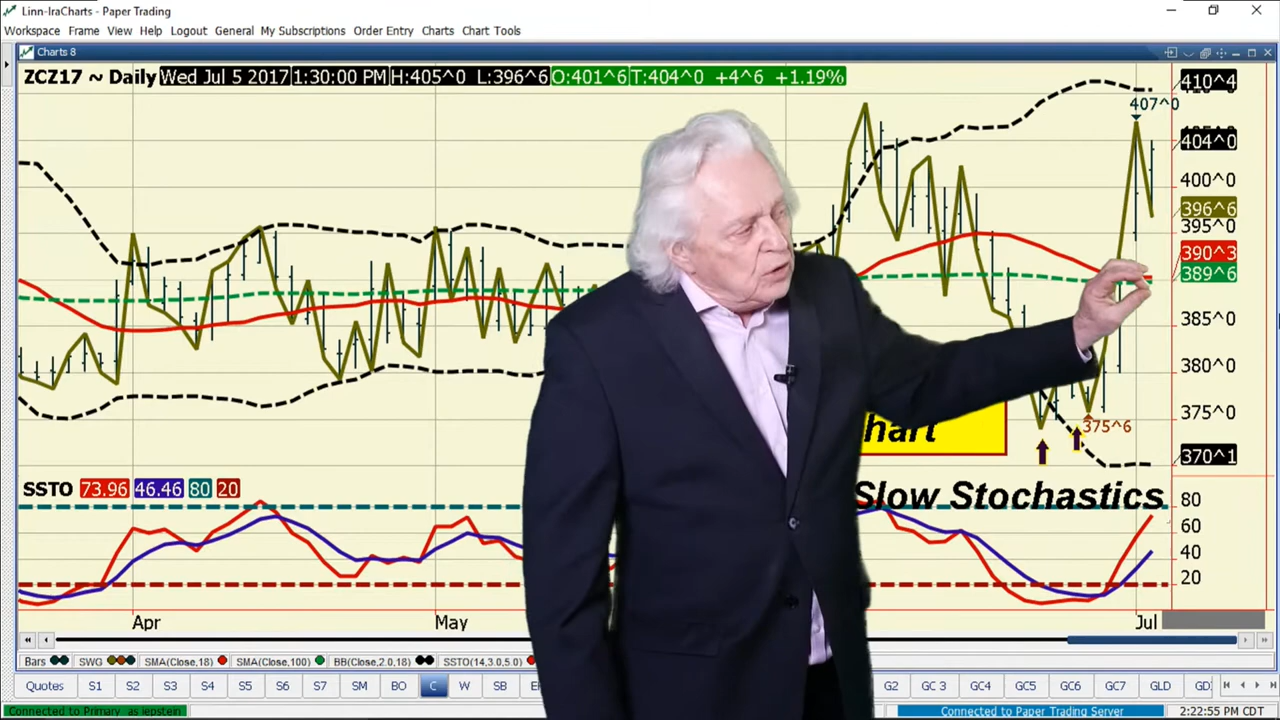 Linn-IraCharts - Paper Trading
Workspace Frame View Help Logout General My Subscriptions Order Entry Charts Chart Tools
Charts 8
ZCZ17 ~ Daily Wed Jul 5 2017 1:30:00 PM H:405^0 L:396^6 O:401^6 T:404^0 +4^6 +1.19%
410^4
407^0
404^0
400^0
396^6
395^0
390^3
389^6
385^0
380^0
375^0
375^6
hart
370^1
SSTO 73.96 46.46 80 20
Slow Stochastics
80
60
40
20
Apr May Jul
Bars SWG SMA(Close,18) SMA(Close,100) BB(Close,2.0,18) SSTO(14,3.0,5.0)
Quotes S1 S2 S3 S4 S5 S6 S7 SM BO C W SB G2 GC 3 GC4 GC5 GC6 GC7 GLD
Connected to Primary as iepstein Connected to Paper Trading Server 2:22:55 PM CDT